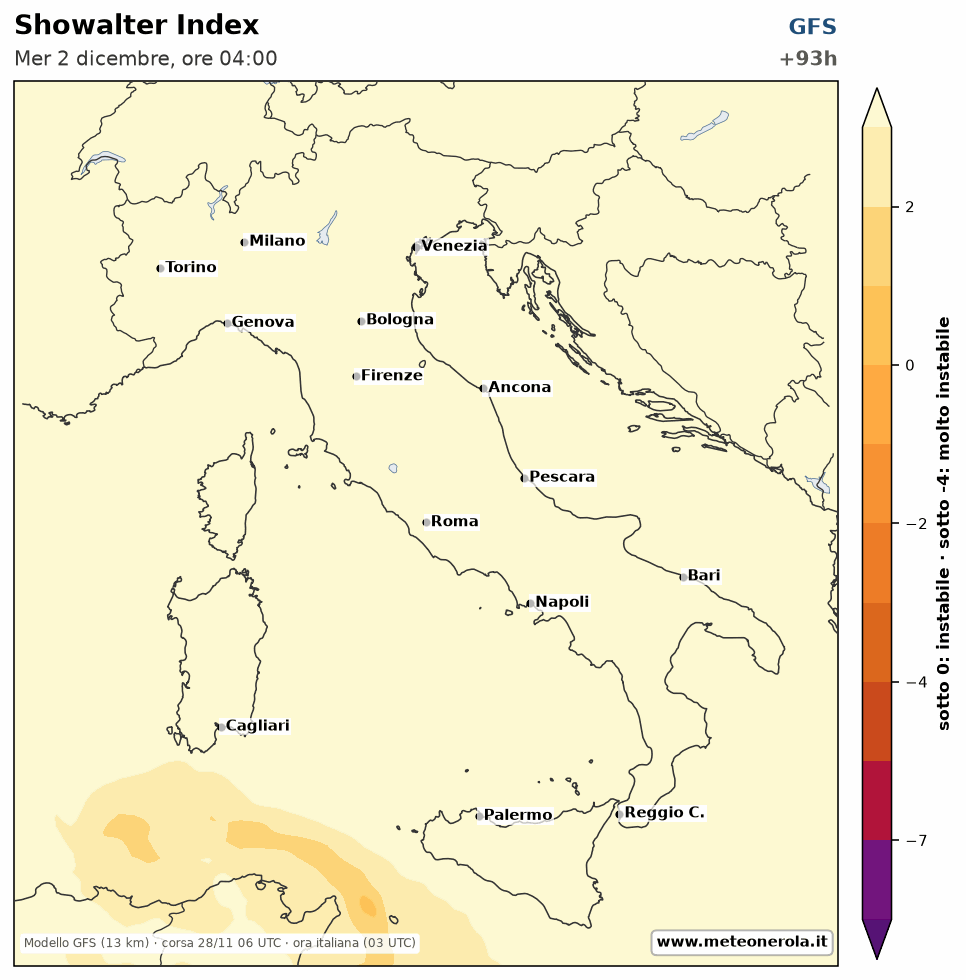 Showalter Index
GFS
Mer 2 dicembre, ore 04:00
+93h
Milano
Venezia
Torino
Genova
Bologna
Firenze
Ancona
Pescara
Roma
Bari
Napoli
Cagliari
Palermo
Reggio C.
2
0
−2
−4
−7
sotto 0: instabile · sotto -4: molto instabile
Modello GFS (13 km) · corsa 28/11 06 UTC · ora italiana (03 UTC)
www.meteonerola.it